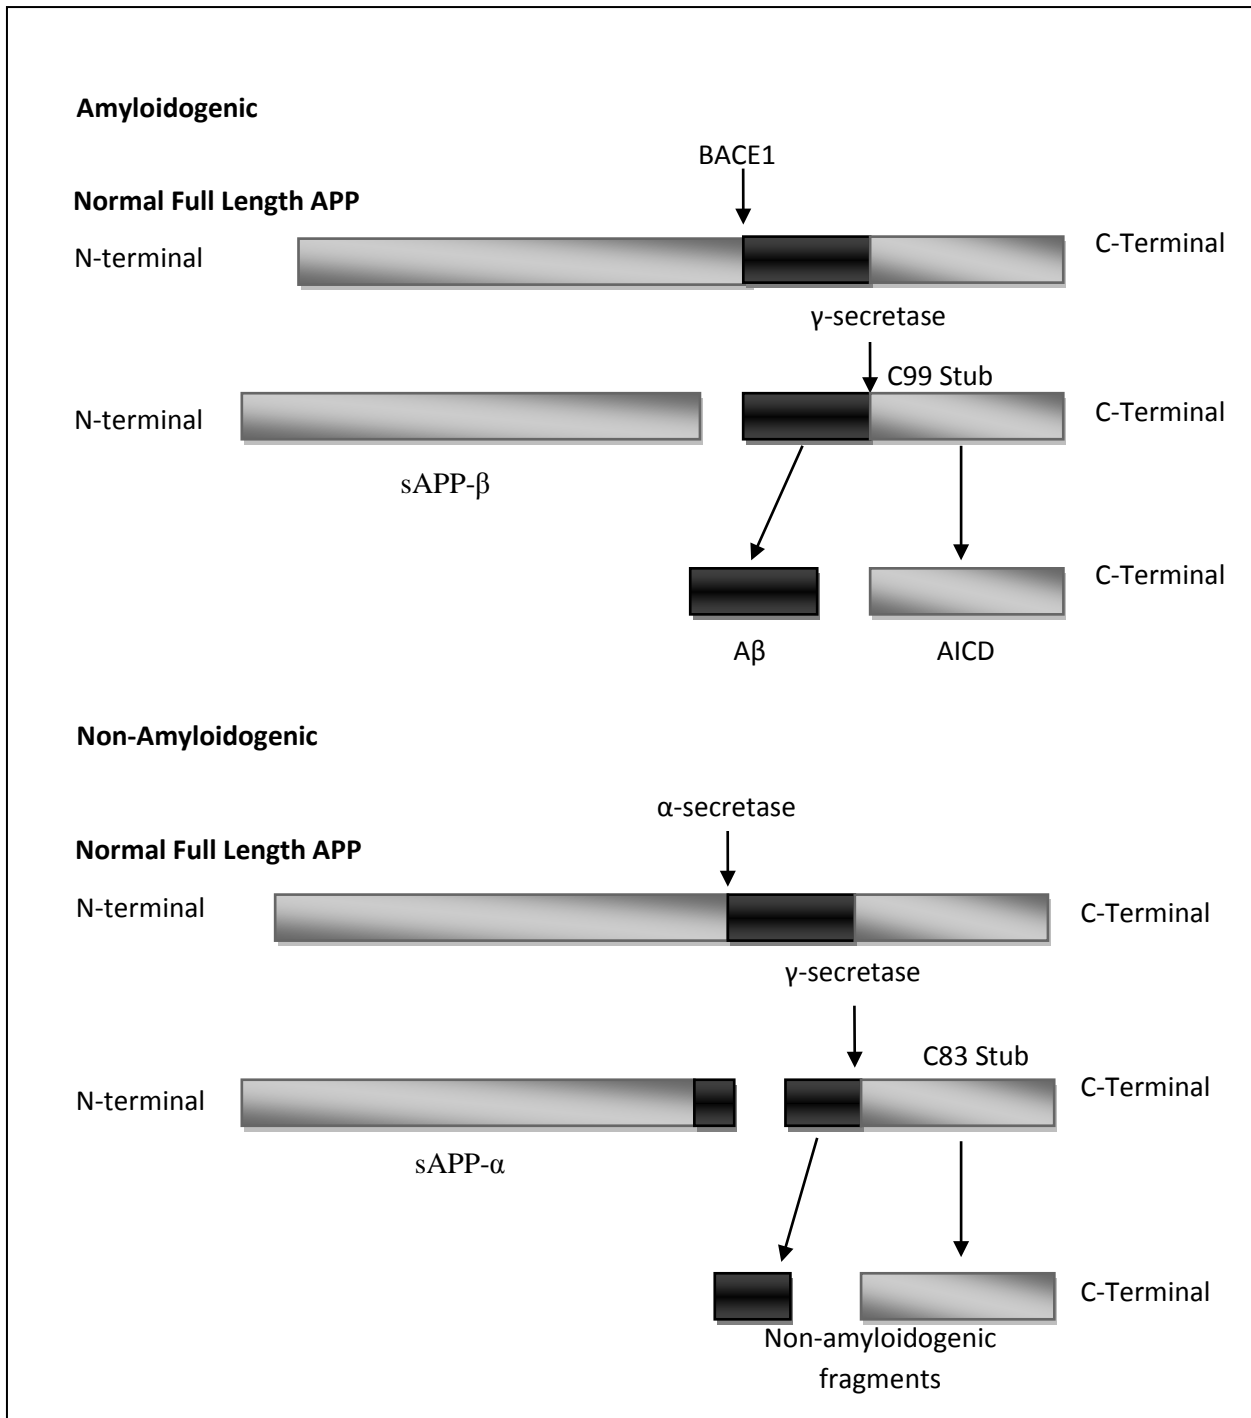 Amyloidogenic
BACE1
Normal Full Length APP
N-terminal
C-Terminal
γ-secretase
C99 Stub
N-terminal
C-Terminal
sAPP-β
C-Terminal
Aβ
AICD
Non-Amyloidogenic
α-secretase
Normal Full Length APP
N-terminal
C-Terminal
γ-secretase
C83 Stub
N-terminal
C-Terminal
sAPP-α
C-Terminal
Non-amyloidogenic
fragments